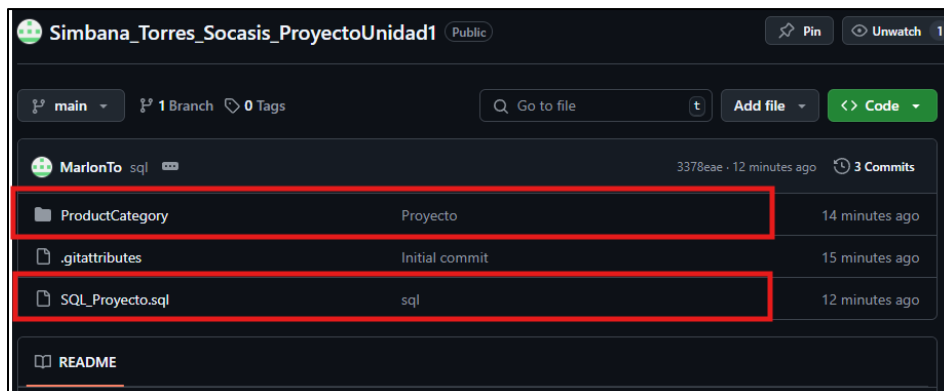 Simbana_Torres_Socasis_ProyectoUnidad1 Public Pin Unwatch 1
main 1 Branch 0 Tags Go to file t Add file Code
MarlonTo sql 3378eae · 12 minutes ago 3 Commits
ProductCategory Proyecto 14 minutes ago
.gitattributes Initial commit 15 minutes ago
SQL_Proyecto.sql sql 12 minutes ago
README